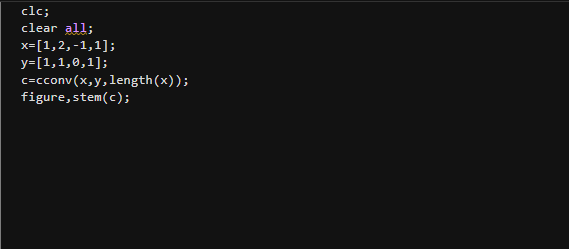 clc;
clear all;
x=[1,2,-1,1];
y=[1,1,0,1];
c=cconv(x,y,length(x));
figure,stem(c);